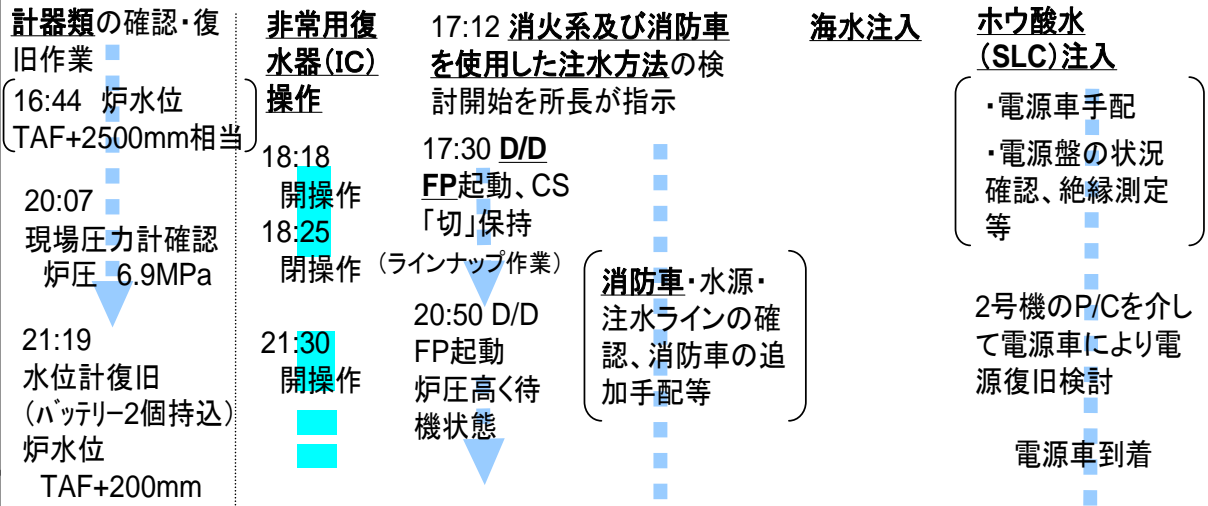 計器類の確認・復
旧作業
16:44 炉水位
TAF+2500mm相当
20:07
現場圧力計確認
炉圧 6.9MPa
21:19
水位計復旧
(バッテリー2個持込)
炉水位
TAF+200mm
非常用復
水器(IC)
操作
18:18
開操作
18:25
閉操作
21:30
開操作
17:12 消火系及び消防車
を使用した注水方法の検
討開始を所長が指示
17:30 D/D
FP起動、CS
「切」保持
(ラインナップ作業)
20:50 D/D
FP起動
炉圧高く待
機状態
消防車・水源・
注水ラインの確
認、消防車の追
加手配等
海水注入
ホウ酸水
(SLC)注入
・電源車手配
・電源盤の状況
確認、絶縁測定
等
2号機のP/Cを介し
て電源車により電
源復旧検討
電源車到着